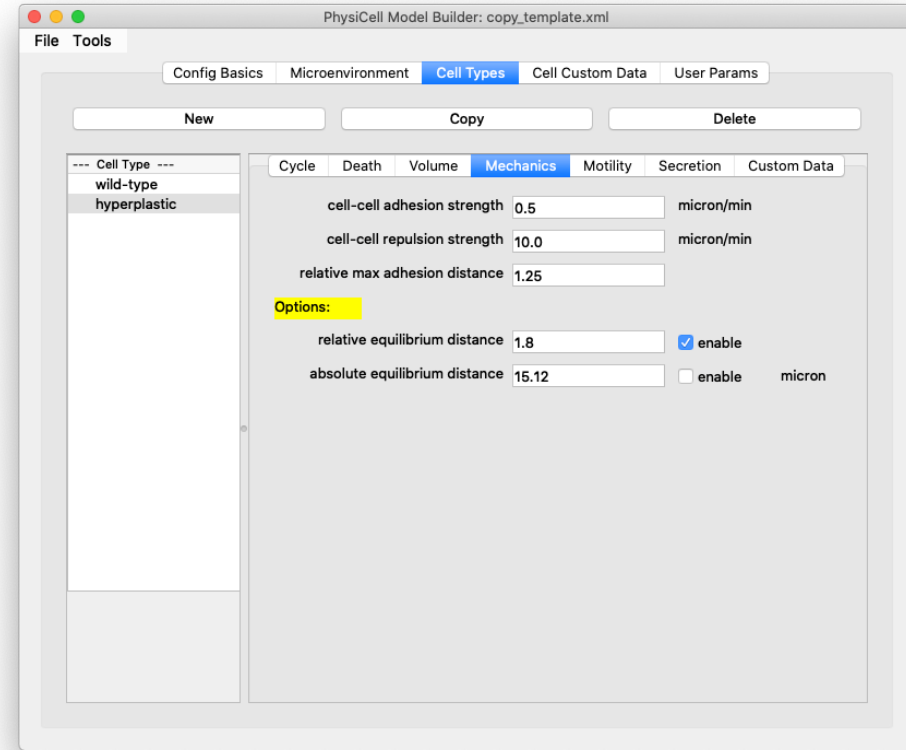 PhysiCell Model Builder: copy_template.xml
File Tools
Config Basics Microenvironment Cell Types Cell Custom Data User Params
New Copy Delete
--- Cell Type ---
wild-type
hyperplastic
Cycle Death Volume Mechanics Motility Secretion Custom Data
cell-cell adhesion strength 0.5 micron/min
cell-cell repulsion strength 10.0 micron/min
relative max adhesion distance 1.25
Options:
relative equilibrium distance 1.8 enable
absolute equilibrium distance 15.12 enable micron